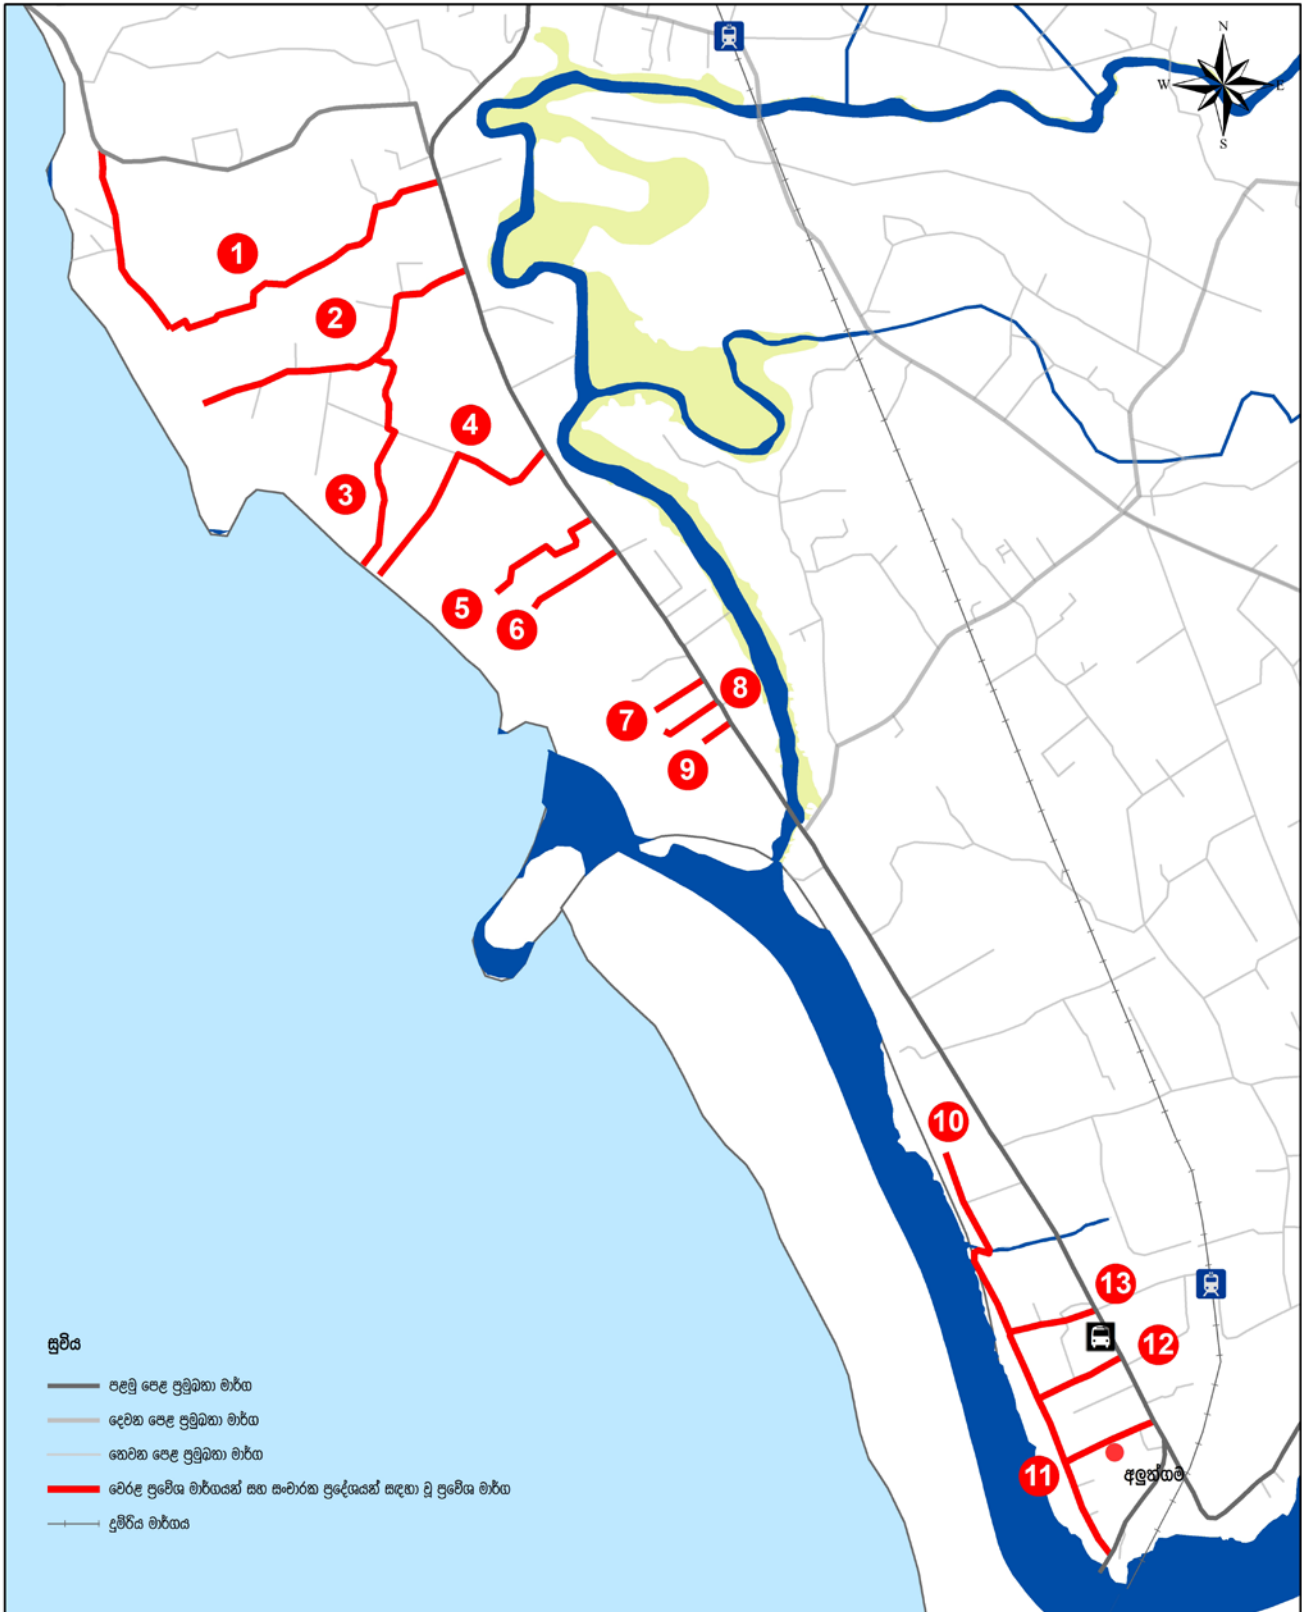 N
W E
S
1
2
4
3
5
6
8
7
9
10
13
12
11
අලුත්ගම
සූචිය
පළමු පෙළ ප්‍රමුඛතා මාර්ග
දෙවන පෙළ ප්‍රමුඛතා මාර්ග
තෙවන පෙළ ප්‍රමුඛතා මාර්ග
වෙරළ ප්‍රවේශ මාර්ගයන් සහ සංචාරක ප්‍රදේශයන් සඳහා වූ ප්‍රවේශ මාර්ග
දුම්රිය මාර්ගය